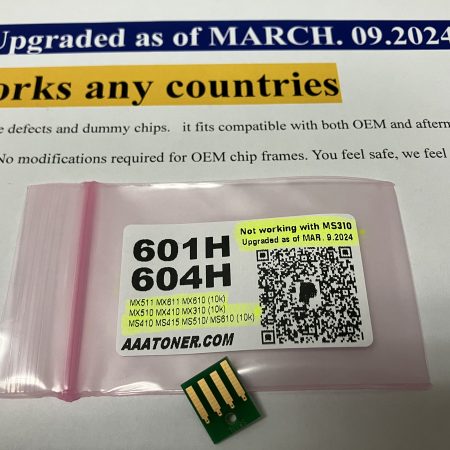 Upgraded as of MARCH. 09.2024
orks any countries
e defects and dummy chips. it fits compatible with both OEM and afterm
No modifications required for OEM chip frames. You feel safe, we feel
601H
604H
Not working with MS310
Upgraded as of MAR. 9.2024
MX511 MX611 MX610 (10k)
MX510 MX410 MX310 (10k)
MS410 MS415 MS510/ MS610 (10k)
AAATONER.COM